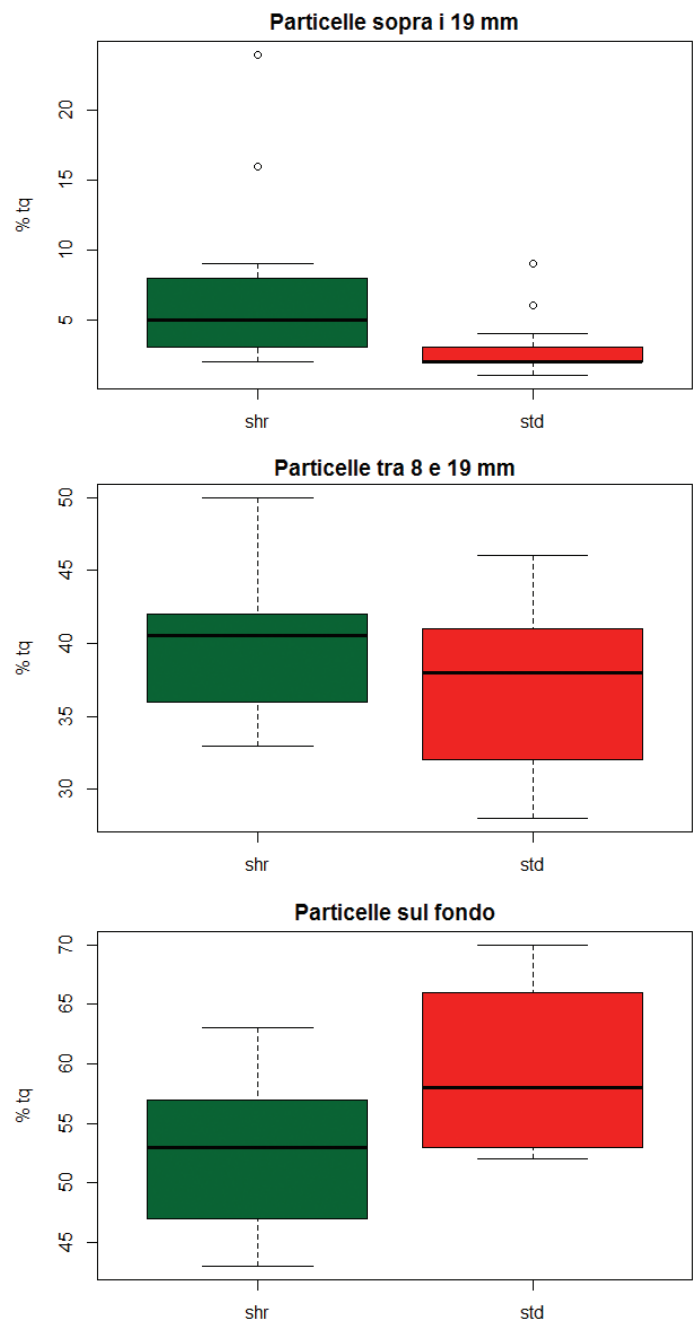 Particelle sopra i 19 mm
20
15
10
5
% tq
shr
std
Particelle tra 8 e 19 mm
50
45
40
35
30
% tq
shr
std
Particelle sul fondo
70
65
60
55
50
45
% tq
shr
std